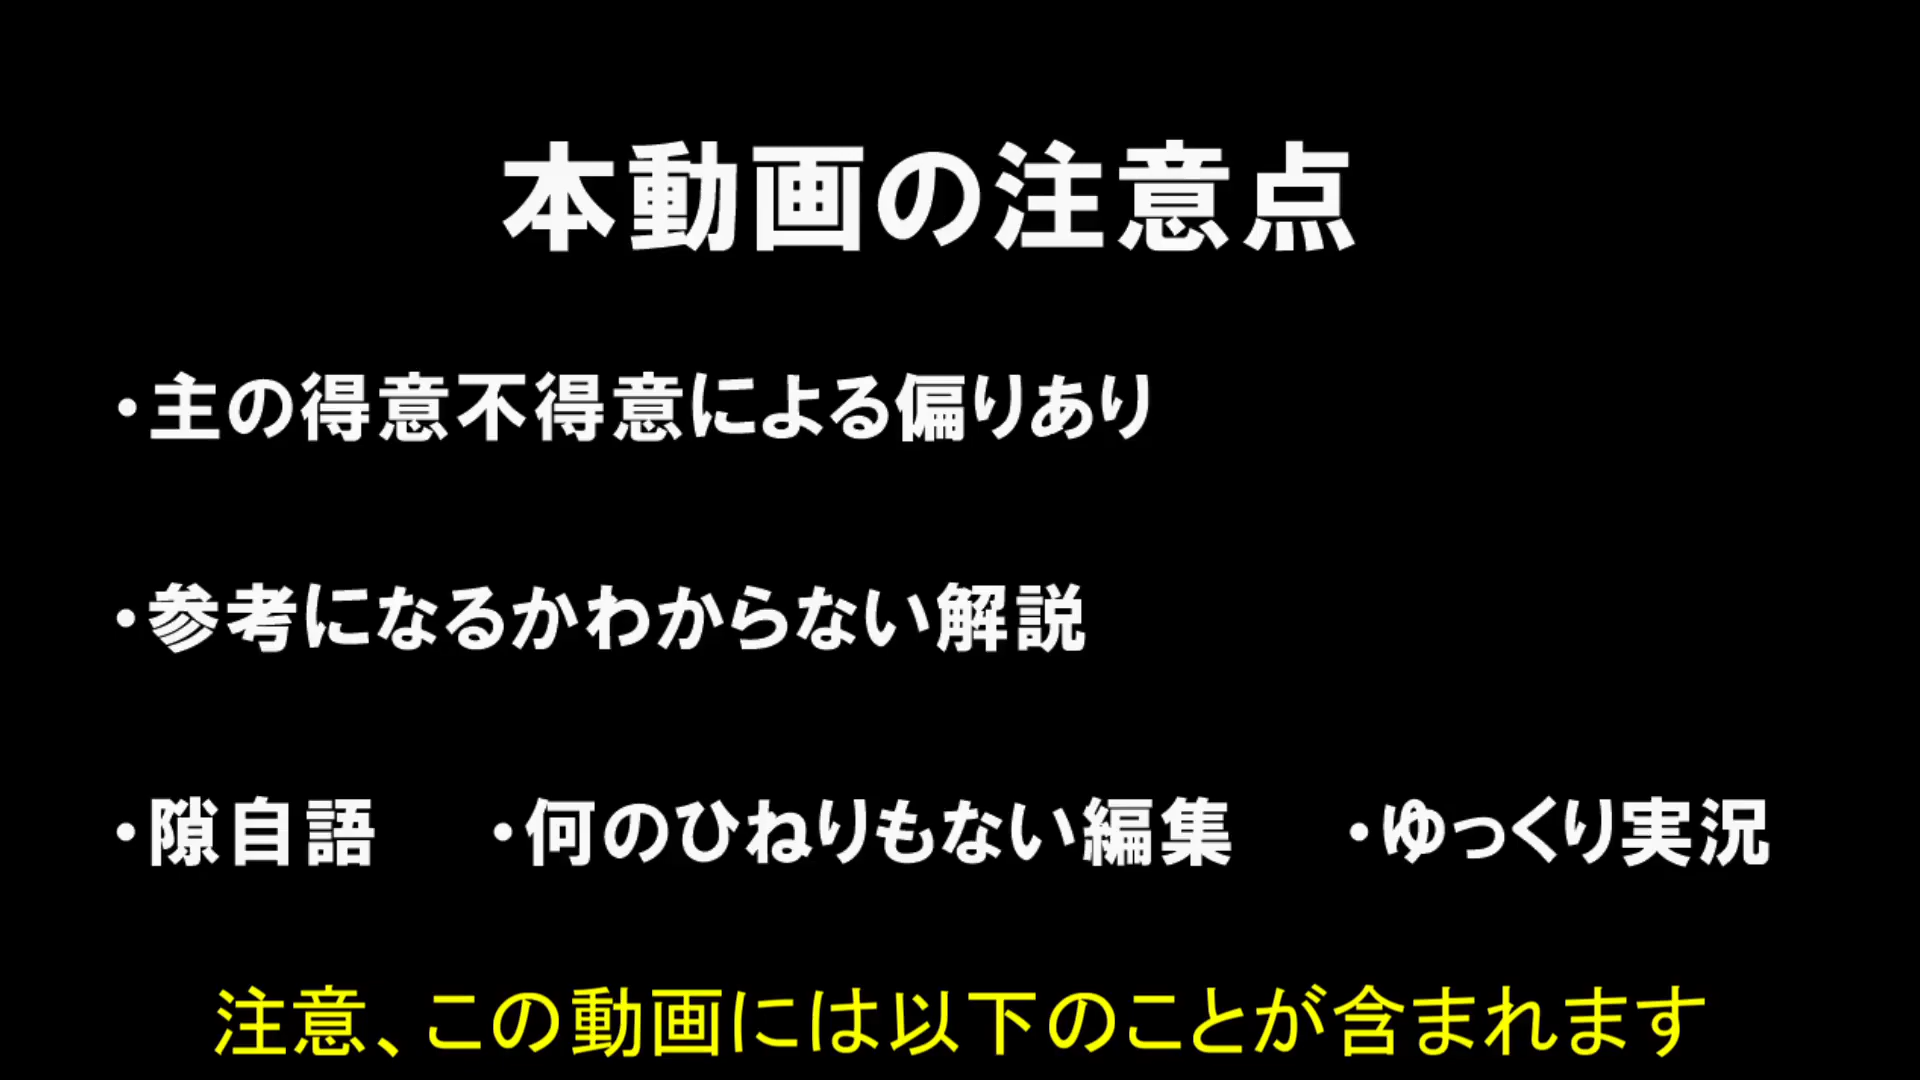 本動画の注意点
・主の得意不得意による偏りあり
・参考になるかわからない解説
・隙自語　・何のひねりもない編集　・ゆっくり実況
注意、この動画には以下のことが含まれます